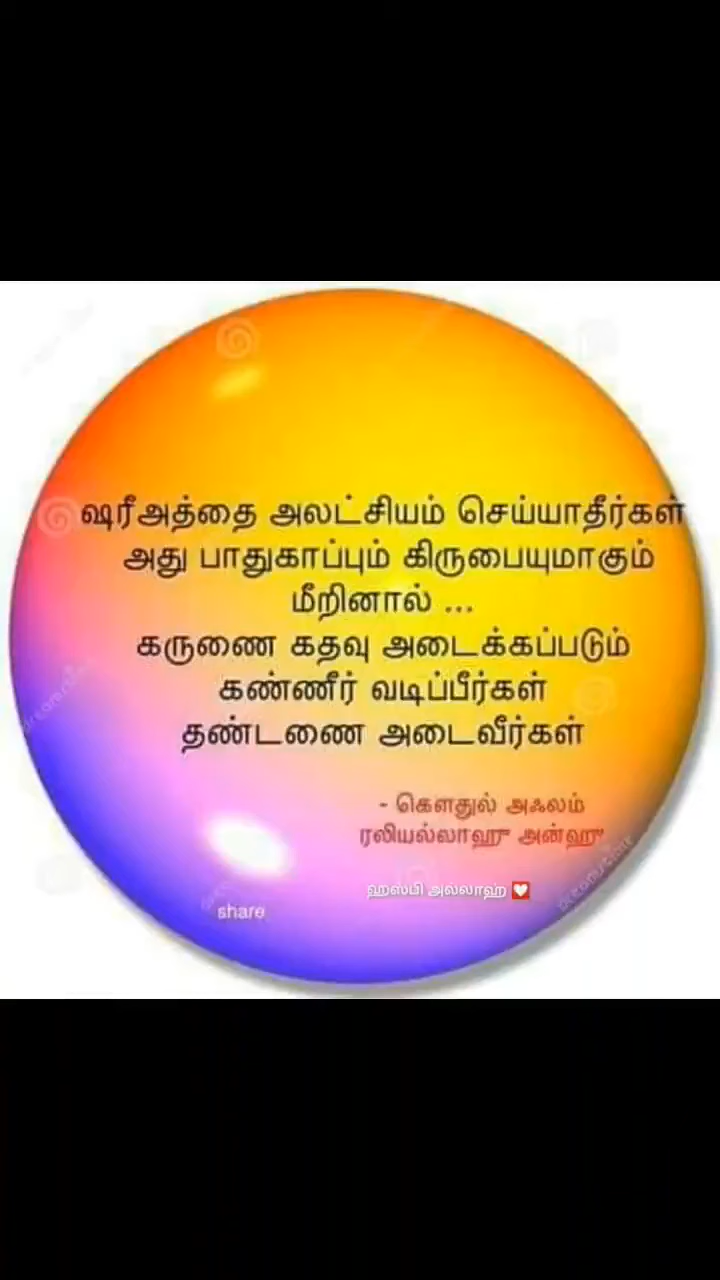 ஷரீஅத்தை அலட்சியம் செய்யாதீர்கள்
அது பாதுகாப்பும் கிருபையுமாகும்
மீறினால் ...
கருணை கதவு அடைக்கப்படும்
கண்ணீர் வடிப்பீர்கள்
தண்டணை அடைவீர்கள்
- கௌதுல் அஃலம்
ரலியல்லாஹு அன்ஹு
ஹஸ்பி அல்லாஹ் ❤️
share